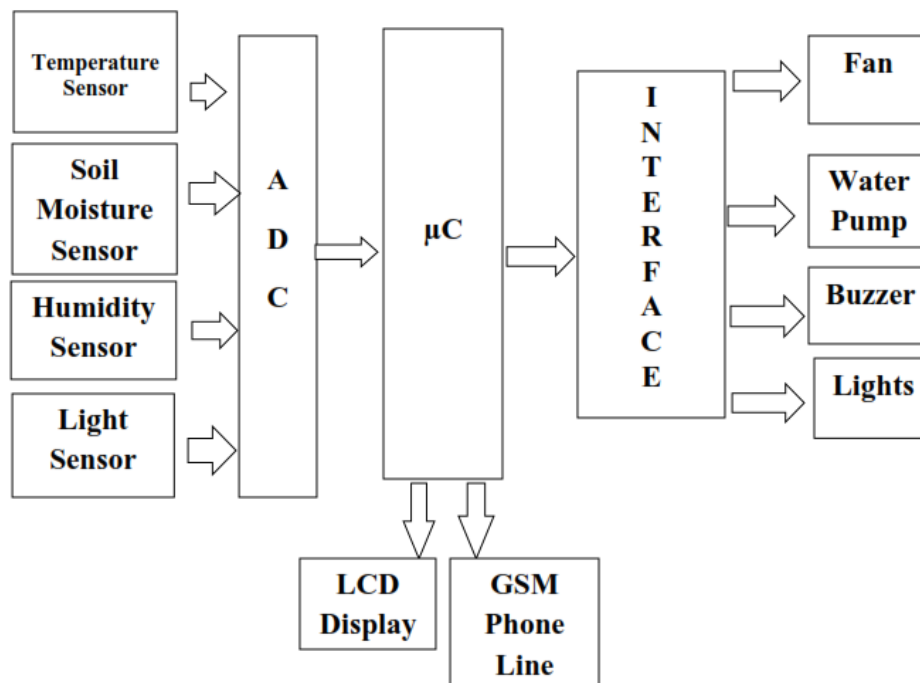 Temperature
Sensor
Soil
Moisture
Sensor
Humidity
Sensor
Light
Sensor
A
D
C
µC
I
N
T
E
R
F
A
C
E
Fan
Water
Pump
Buzzer
Lights
LCD
Display
GSM
Phone
Line